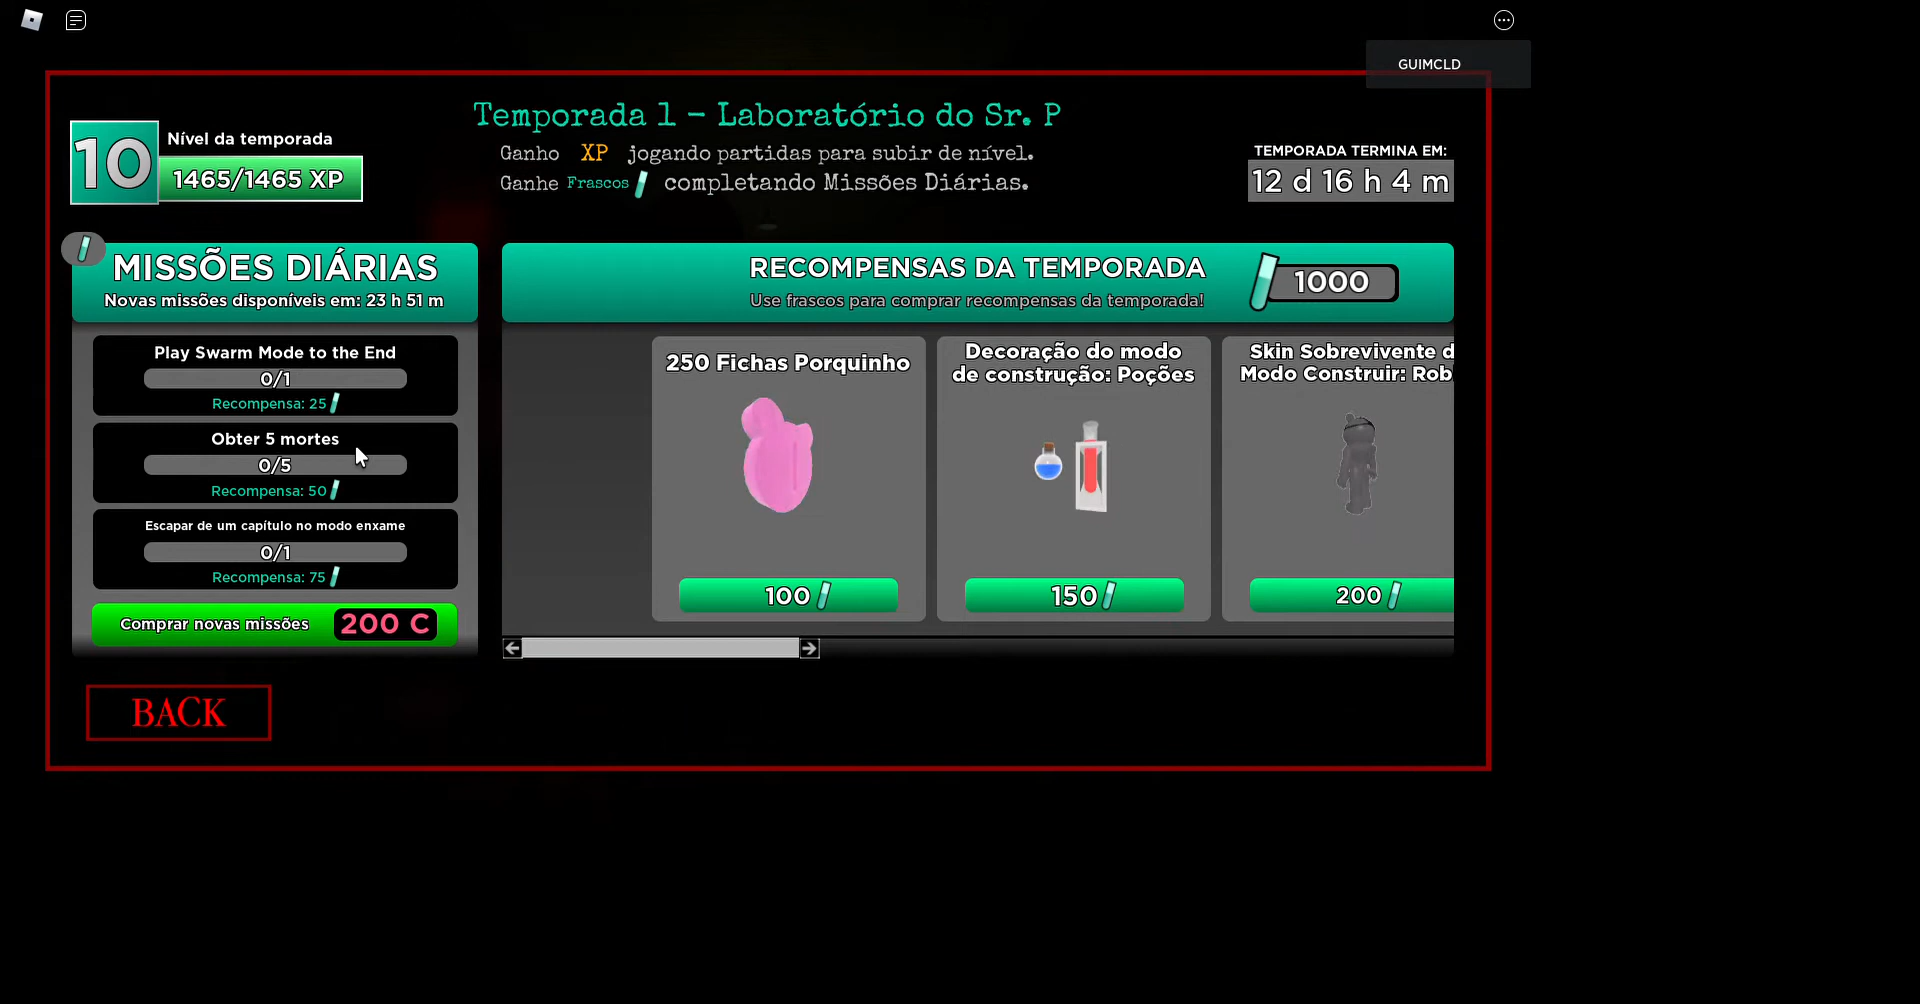 GUIMCLD
Temporada 1 - Laboratório do Sr. P
Ganho XP jogando partidas para subir de nível.
Ganhe Frascos completando Missões Diárias.
10
Nível da temporada
1465/1465 XP
TEMPORADA TERMINA EM:
12 d 16 h 4 m
MISSÕES DIÁRIAS
Novas missões disponíveis em: 23 h 51 m
Play Swarm Mode to the End
0/1
Recompensa: 25
Obter 5 mortes
0/5
Recompensa: 50
Escapar de um capítulo no modo enxame
0/1
Recompensa: 75
Comprar novas missões 200 C
RECOMPENSAS DA TEMPORADA
Use frascos para comprar recompensas da temporada!
1000
250 Fichas Porquinho
100
Decoração do modo
de construção: Poções
150
Skin Sobrevivente d
Modo Construir: Rob
200
BACK